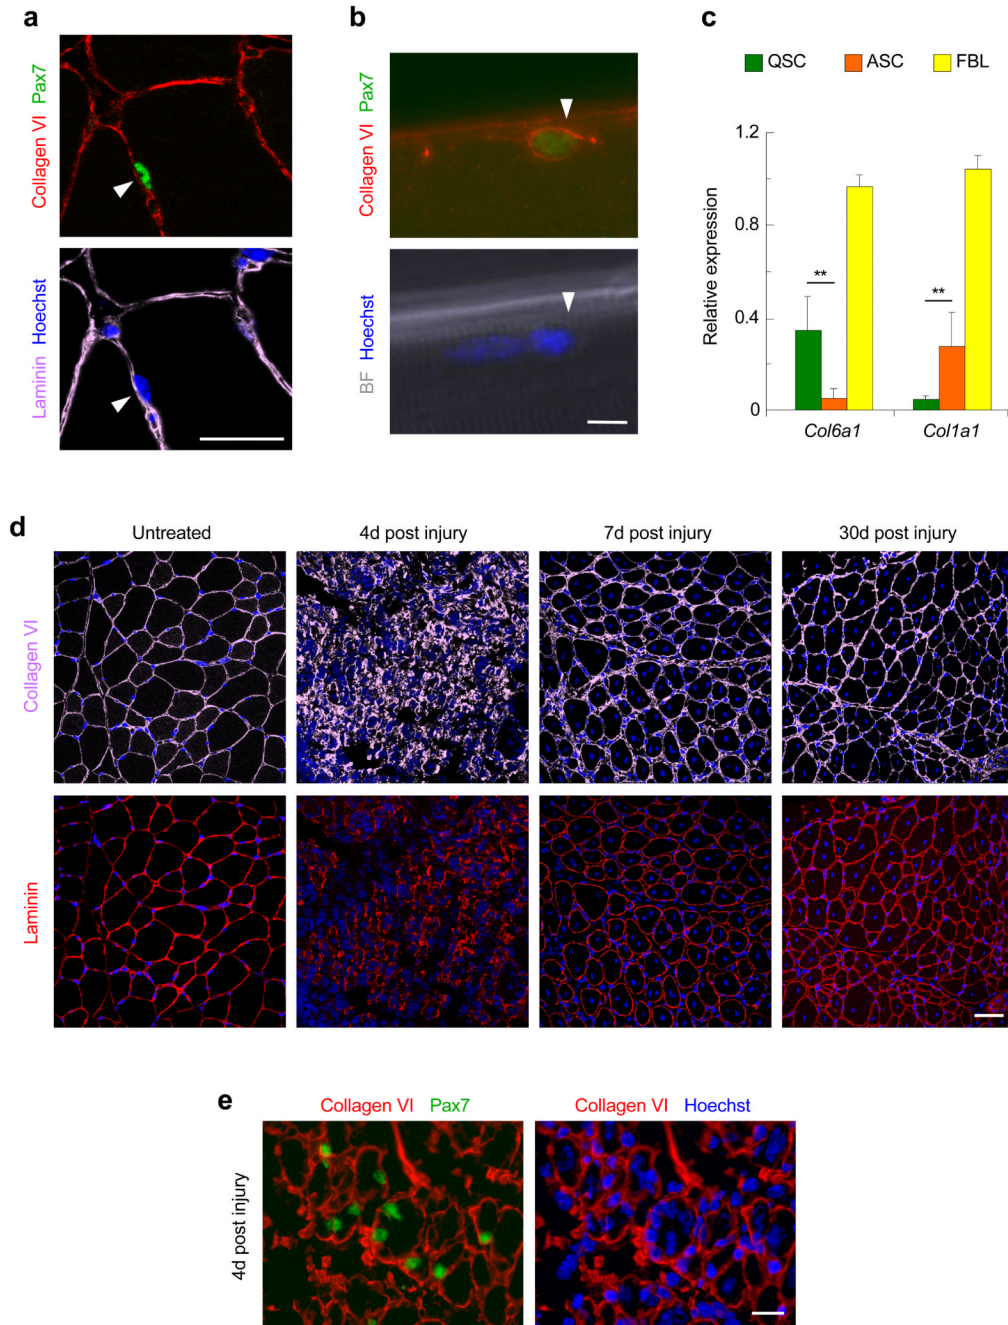 a
Collagen VI Pax7
Laminin Hoechst
b
Collagen VI Pax7
BF Hoechst
c
QSC ASC FBL
Relative expression
1.2
0.8
0.4
0
** **
Col6a1 Col1a1
d
Untreated 4d post injury 7d post injury 30d post injury
Collagen VI
Laminin
e
Collagen VI Pax7 Collagen VI Hoechst
4d post injury